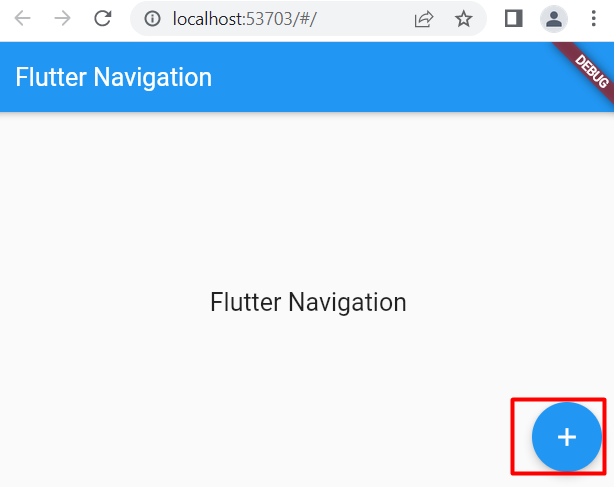 localhost:53703/#/
Flutter Navigation
DEBUG
Flutter Navigation